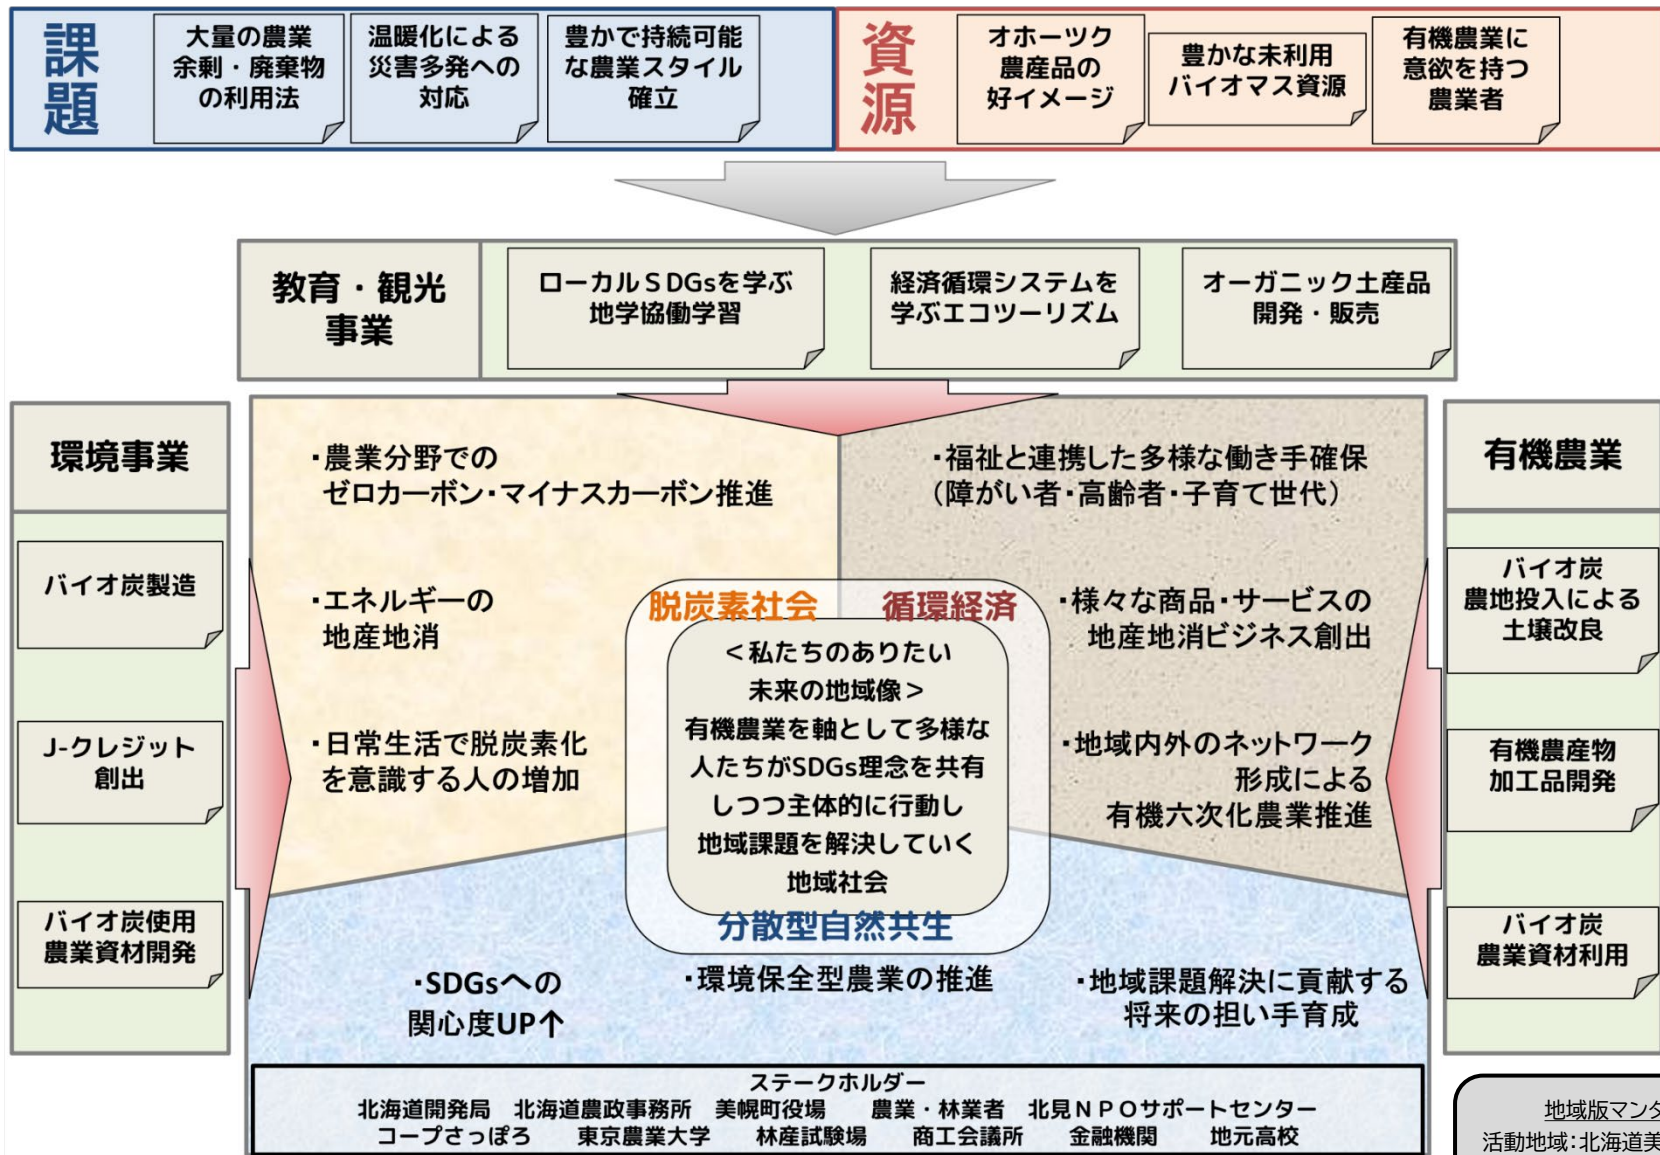 課題
大量の農業
余剰・廃棄物
の利用法
温暖化による
災害多発への
対応
豊かで持続可能
な農業スタイル
確立
資源
オホーツク
農産品の
好イメージ
豊かな未利用
バイオマス資源
有機農業に
意欲を持つ
農業者
教育・観光
事業
ローカルSDGsを学ぶ
地学協働学習
経済循環システムを
学ぶエコツーリズム
オーガニック土産品
開発・販売
環境事業
バイオ炭製造
J-クレジット
創出
バイオ炭使用
農業資材開発
・農業分野での
ゼロカーボン・マイナスカーボン推進
・エネルギーの
地産地消
・日常生活で脱炭素化
を意識する人の増加
・福祉と連携した多様な働き手確保
(障がい者・高齢者・子育て世代)
・様々な商品・サービスの
地産地消ビジネス創出
・地域内外のネットワーク
形成による
有機六次化農業推進
脱炭素社会
循環経済
<私たちのありたい
未来の地域像>
有機農業を軸として多様な
人たちがSDGs理念を共有
しつつ主体的に行動し
地域課題を解決していく
地域社会
分散型自然共生
・SDGsへの
関心度UP↑
・環境保全型農業の推進
・地域課題解決に貢献する
将来の担い手育成
有機農業
バイオ炭
農地投入による
土壌改良
有機農産物
加工品開発
バイオ炭
農業資材利用
ステークホルダー
北海道開発局 北海道農政事務所 美幌町役場 農業・林業者 北見NPOサポートセンター
コープさっぽろ 東京農業大学 林産試験場 商工会議所 金融機関 地元高校
地域版マンダ
活動地域:北海道美